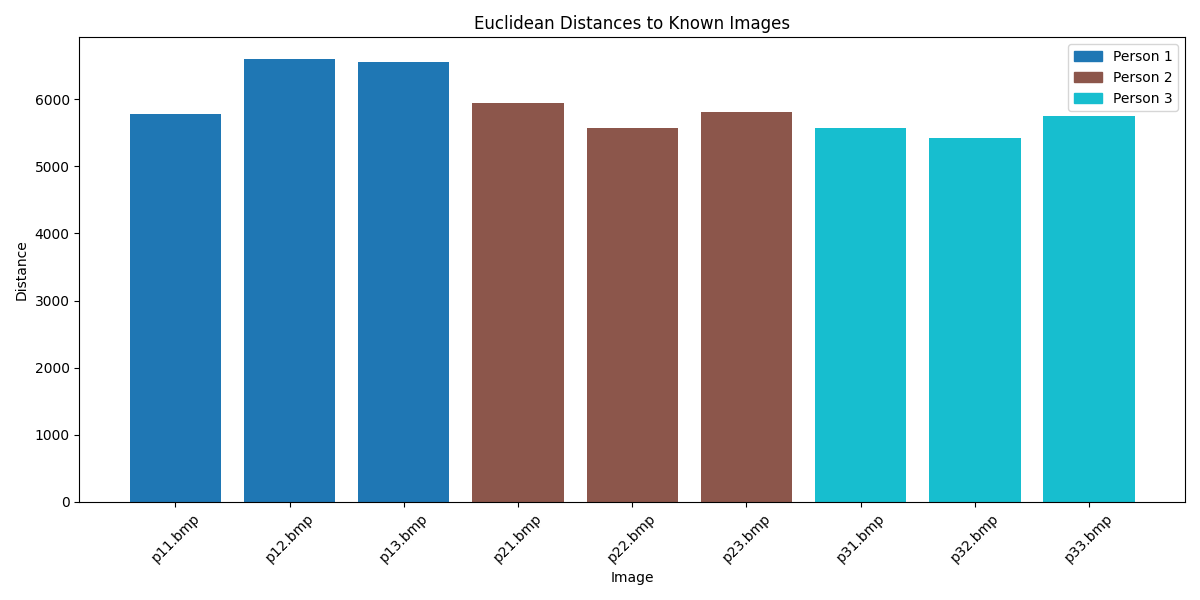 Euclidean Distances to Known Images
Person 1
Person 2
Person 3
6000
5000
4000
3000
2000
1000
0
Distance
p11.bmp
p12.bmp
p13.bmp
p21.bmp
p22.bmp
p23.bmp
p31.bmp
p32.bmp
p33.bmp
Image